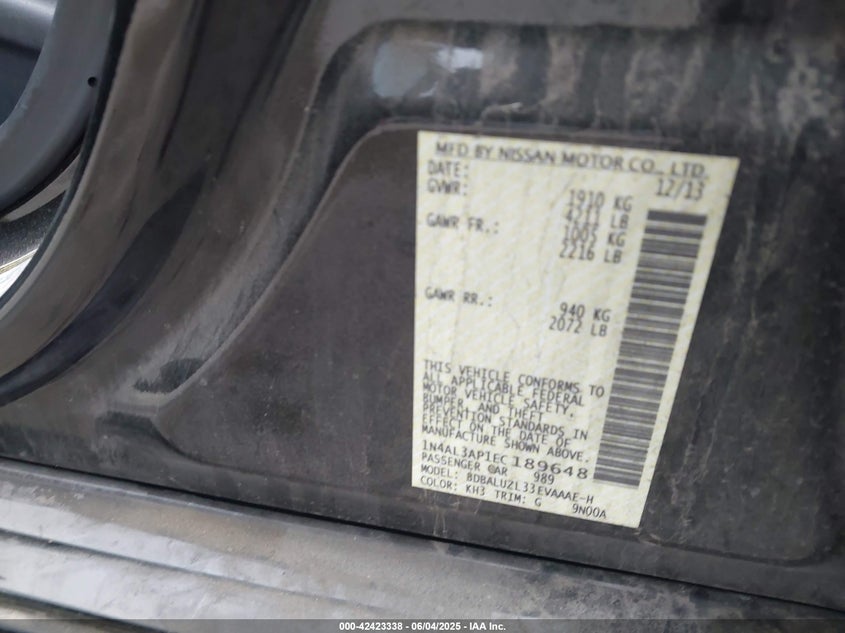 MFD BY NISSAN MOTOR CO., LTD.
DATE: 12/13
GVWR: 1910 KG
4211 LB
GAWR FR.: 1005 KG
2216 LB
GAWR RR.: 940 KG
2072 LB
THIS VEHICLE CONFORMS TO
ALL APPLICABLE FEDERAL
MOTOR VEHICLE SAFETY,
BUMPER, AND THEFT
PREVENTION STANDARDS IN
EFFECT ON THE DATE OF
MANUFACTURE SHOWN ABOVE.
1N4AL3AP1EC189648
PASSENGER CAR 989
MODEL: BDBALUZL33EVAAAE-H
COLOR: KH3 TRIM: G 9N00A
000-42423338 - 06/04/2025 - IAA Inc.